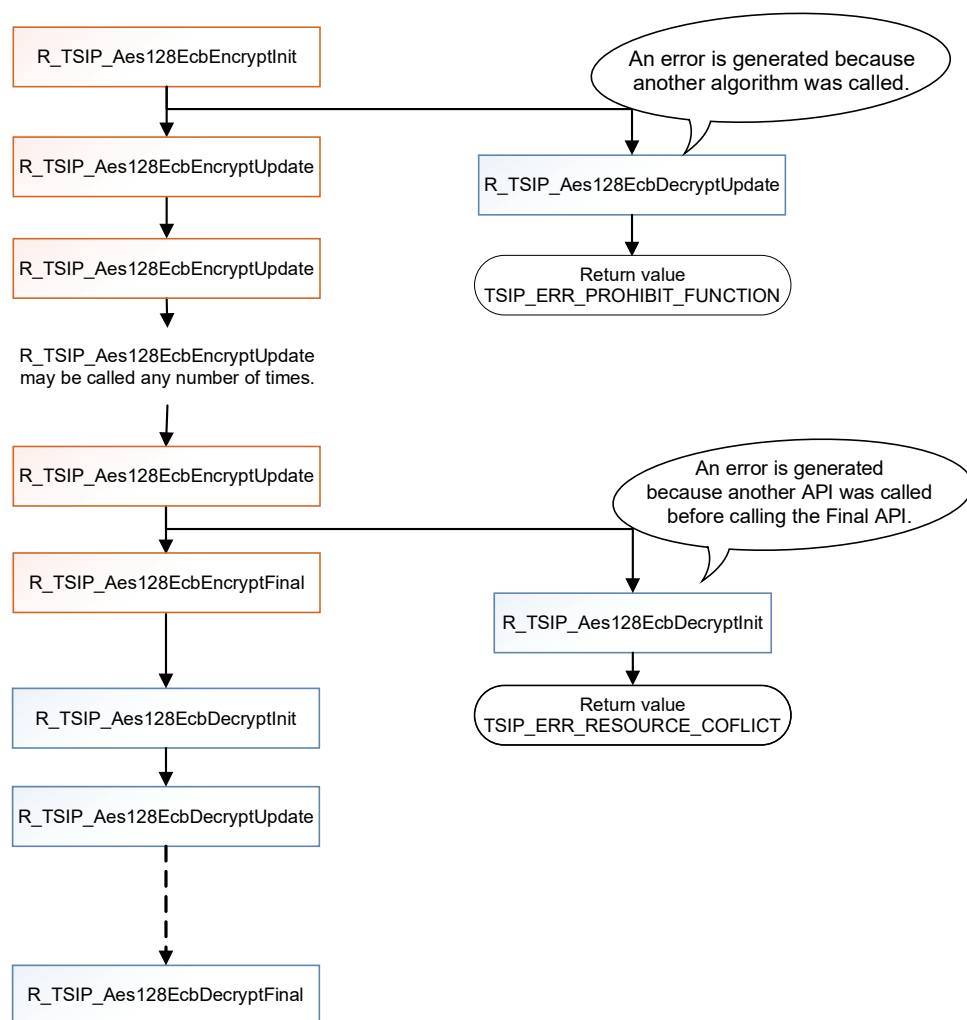 R_TSIP_Aes128EcbEncryptInit
An error is generated because
another algorithm was called.
R_TSIP_Aes128EcbEncryptUpdate
R_TSIP_Aes128EcbDecryptUpdate
R_TSIP_Aes128EcbEncryptUpdate
Return value
TSIP_ERR_PROHIBIT_FUNCTION
R_TSIP_Aes128EcbEncryptUpdate
may be called any number of times.
R_TSIP_Aes128EcbEncryptUpdate
An error is generated
because another API was called
before calling the Final API.
R_TSIP_Aes128EcbEncryptFinal
R_TSIP_Aes128EcbDecryptInit
R_TSIP_Aes128EcbDecryptInit
Return value
TSIP_ERR_RESOURCE_COFLICT
R_TSIP_Aes128EcbDecryptUpdate
R_TSIP_Aes128EcbDecryptFinal